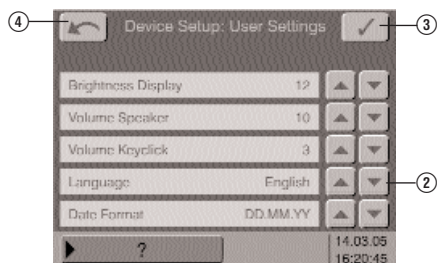 4 Device Setup: User Settings 3
Brightness Display 12
Volume Speaker 10
Volume Keyclick 3
Language English 2
Date Format DD.MM.YY
? 14.03.05
16:20:45